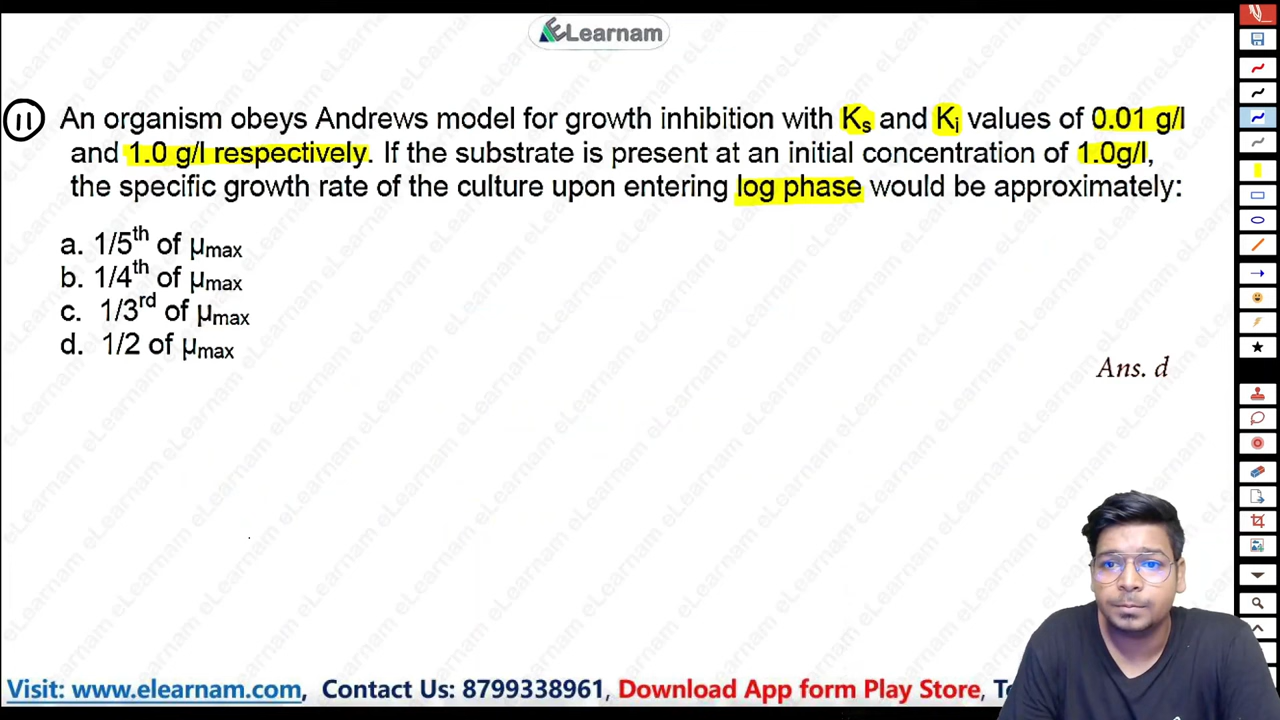 ELearnam
11 An organism obeys Andrews model for growth inhibition with Ks and Ki values of 0.01 g/l
and 1.0 g/l respectively. If the substrate is present at an initial concentration of 1.0g/l,
the specific growth rate of the culture upon entering log phase would be approximately:
a. 1/5th of µmax
b. 1/4th of µmax
c. 1/3rd of µmax
d. 1/2 of µmax
Ans. d
Visit: www.elearnam.com, Contact Us: 8799338961, Download App form Play Store, T